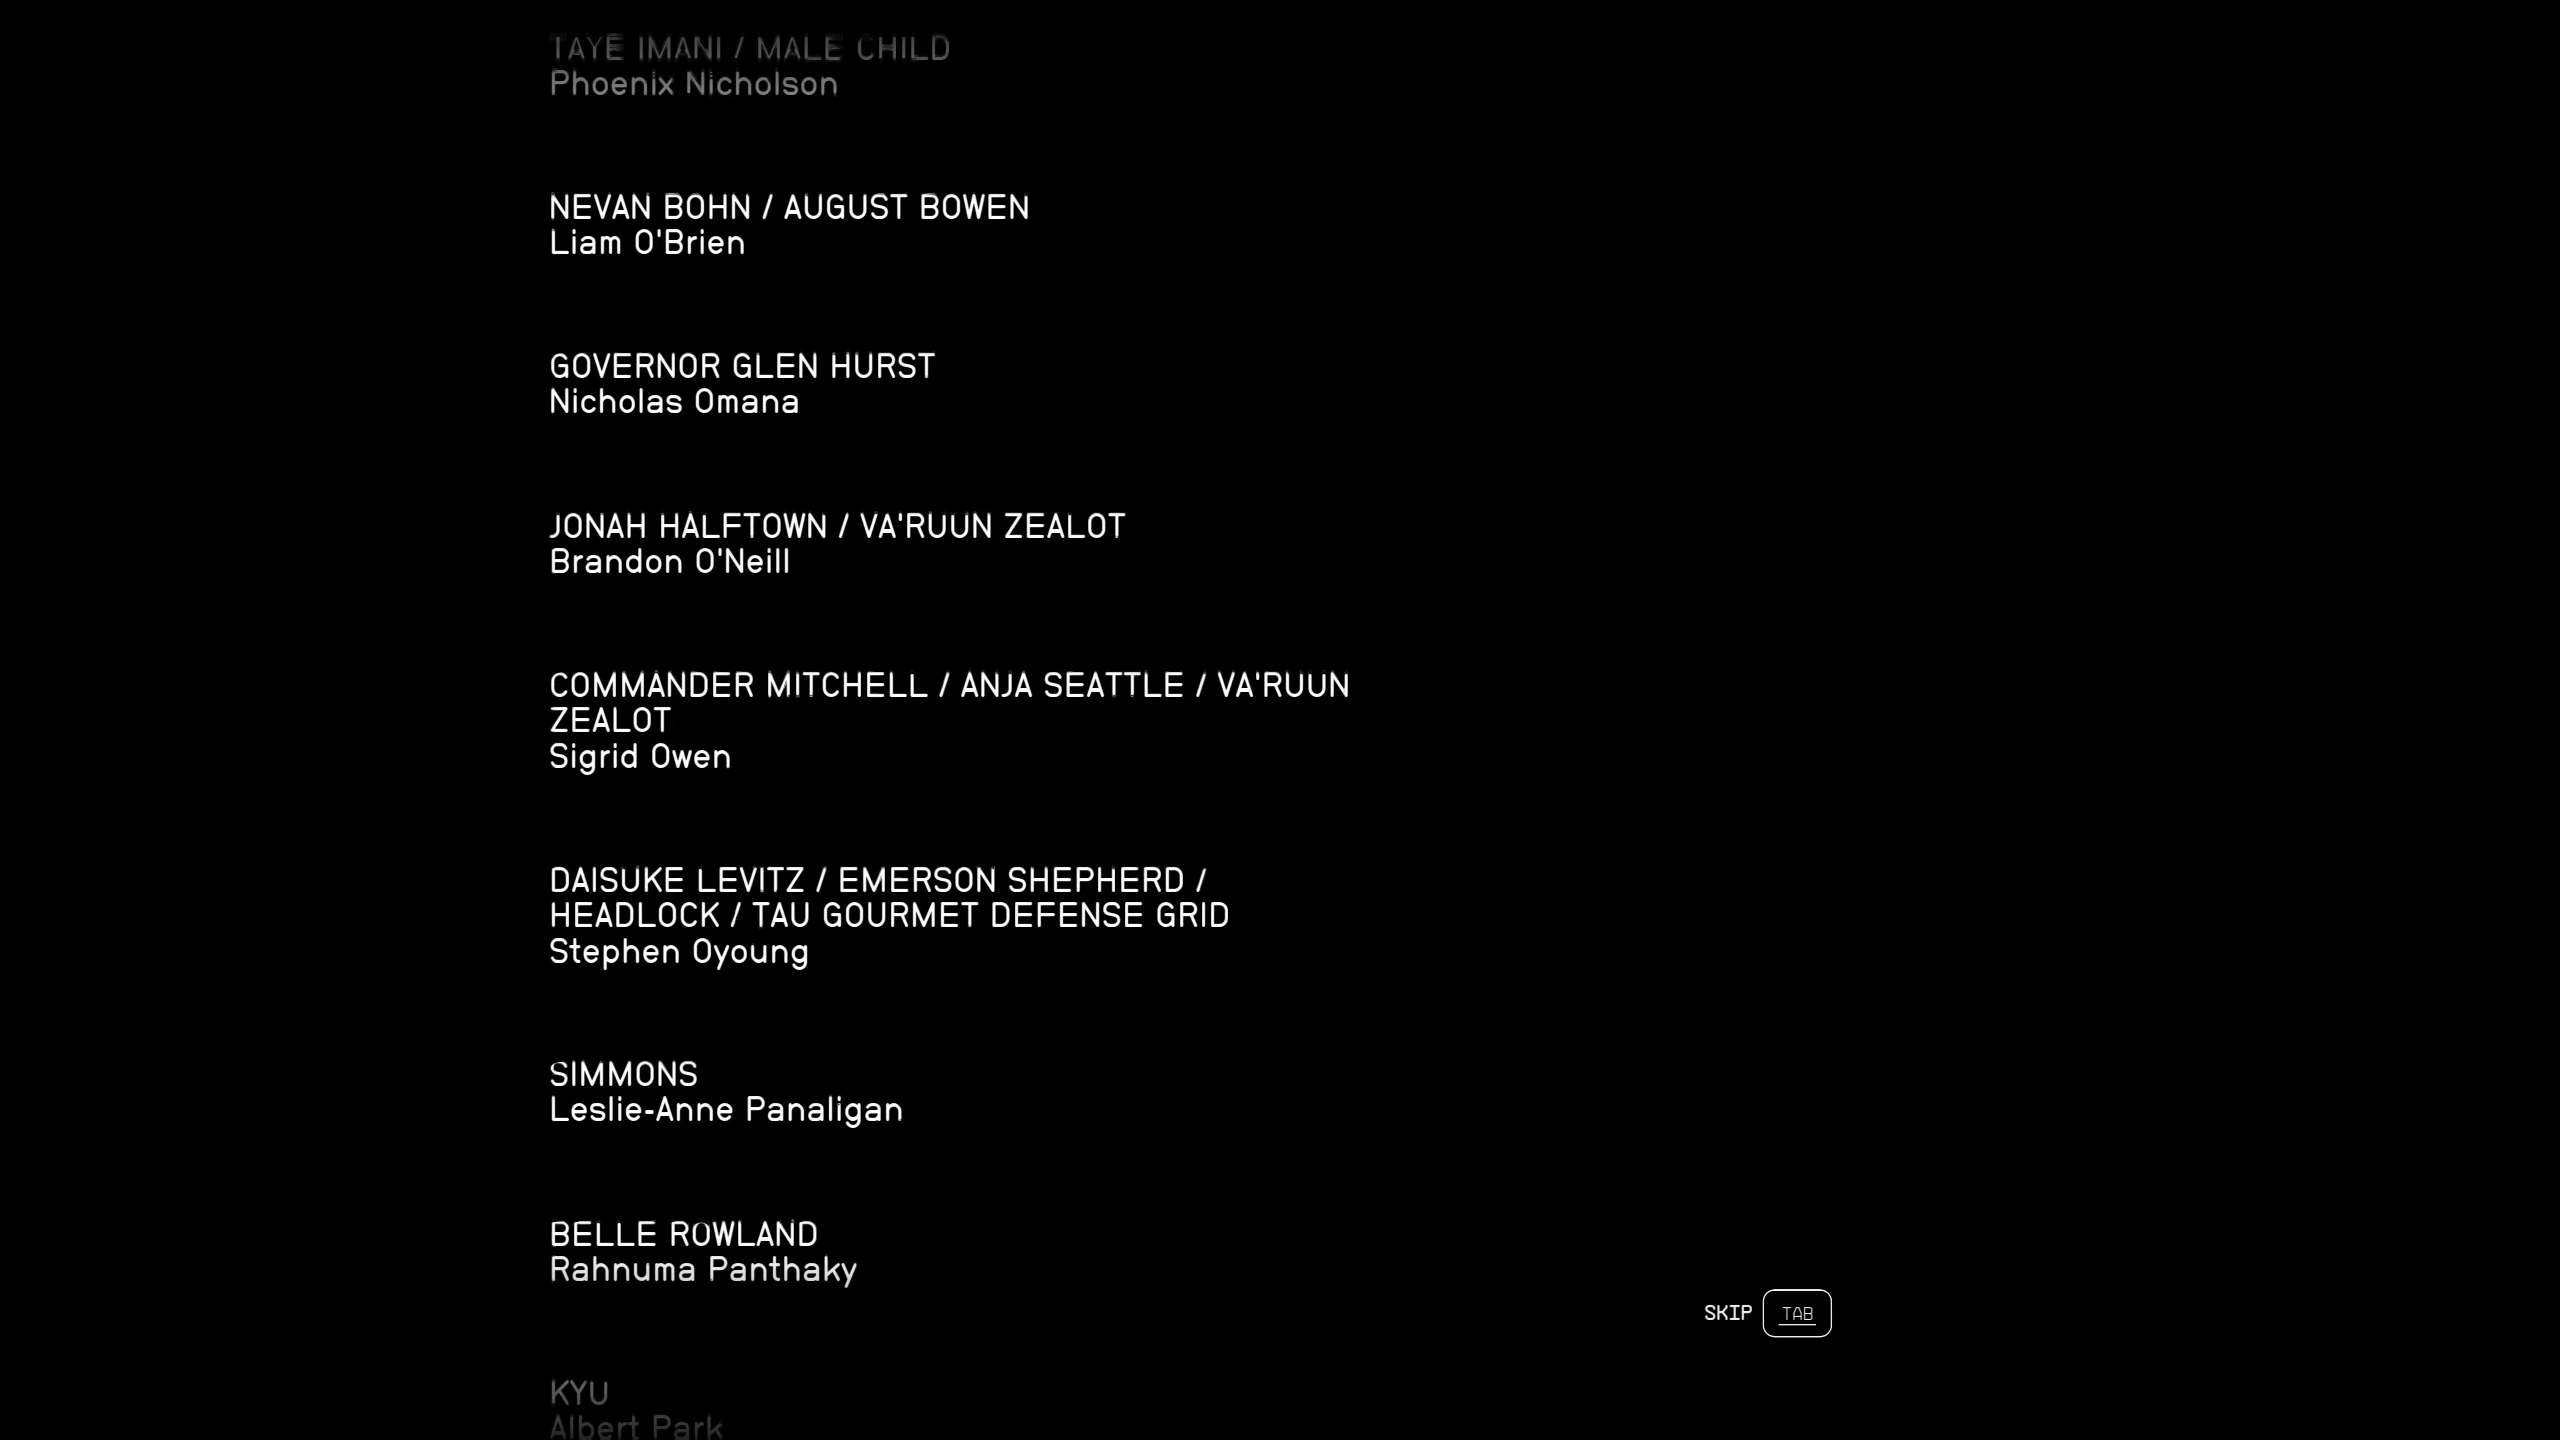 TAYE IMANI / MALE CHILD
Phoenix Nicholson
NEVAN BOHN / AUGUST BOWEN
Liam O'Brien
GOVERNOR GLEN HURST
Nicholas Omana
JONAH HALFTOWN / VA'RUUN ZEALOT
Brandon O'Neill
COMMANDER MITCHELL / ANJA SEATTLE / VA'RUUN
ZEALOT
Sigrid Owen
DAISUKE LEVITZ / EMERSON SHEPHERD /
HEADLOCK / TAU GOURMET DEFENSE GRID
Stephen Oyoung
SIMMONS
Leslie-Anne Panaligan
BELLE ROWLAND
Rahnuma Panthaky
SKIP TAB
KYU
Albert Park